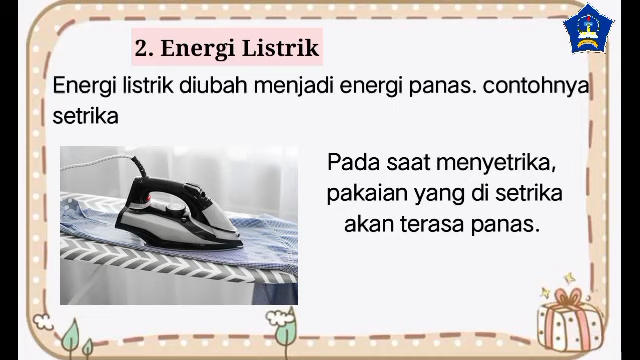 2. Energi Listrik
Energi listrik diubah menjadi energi panas. contohnya
setrika
Pada saat menyetrika,
pakaian yang di setrika
akan terasa panas.